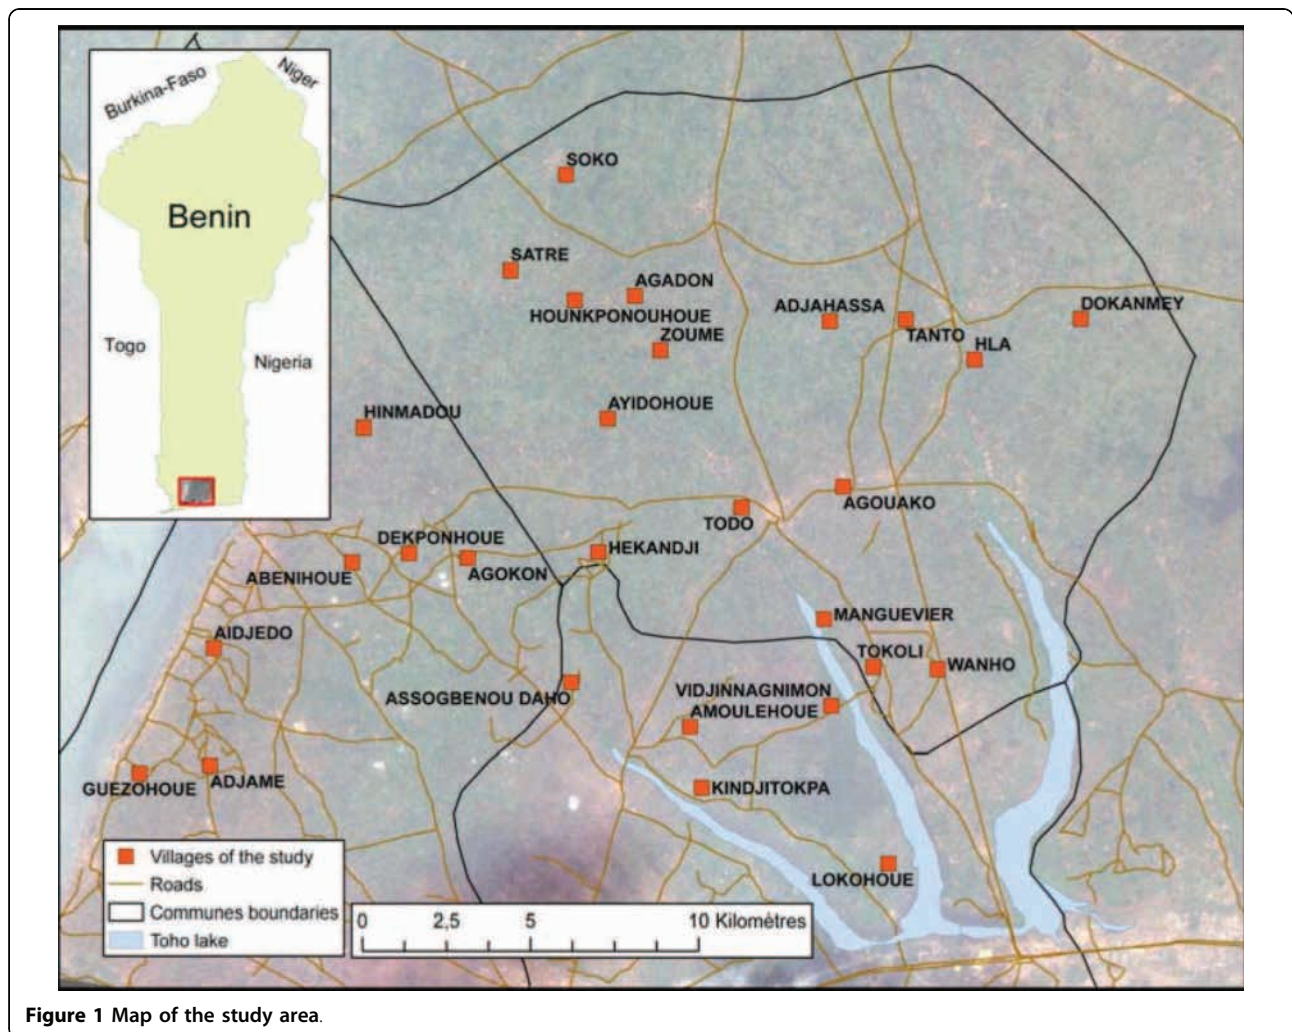 Burkina-Faso
Niger
Benin
Togo
Nigeria
SOKO
SATRE
AGADON
HOUNKPONOUHOUE
ZOUME
ADJAHASSA
TANTO
DOKANMEY
HLA
HINMADOU
AYIDOHOUE
AGOUAKO
TODO
DEKPONHOUE
HEKANDJI
ABENIHOUE
AGOKON
MANGUEVIER
AIDJEDO
TOKOLI
WANHO
ASSOGBENOU DAHO
VIDJINNAGNIMON
AMOULEHOUE
GUEZOHOUE
ADJAME
KINDJITOKPA
LOKOHOUE
Villages of the study
Roads
Communes boundaries
Toho lake
0 2,5 5 10 Kilomètres
Figure 1 Map of the study area.